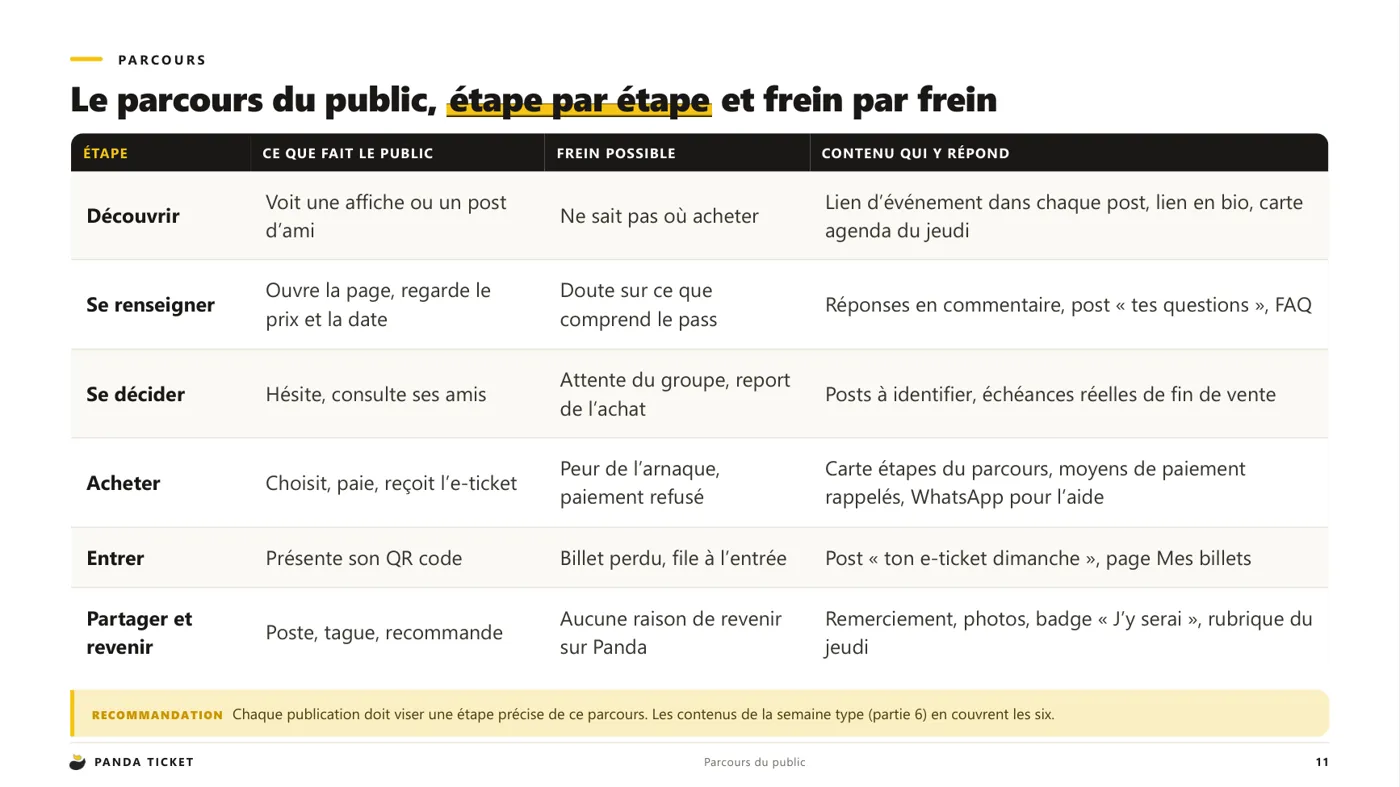 PARCOURS
Le parcours du public, étape par étape et frein par frein
ÉTAPE CE QUE FAIT LE PUBLIC FREIN POSSIBLE CONTENU QUI Y RÉPOND
Découvrir
Voit une affiche ou un post
d’ami
Ne sait pas où acheter
Lien d’événement dans chaque post, lien en bio, carte
agenda du jeudi
Se renseigner
Ouvre la page, regarde le
prix et la date
Doute sur ce que
comprend le pass
Réponses en commentaire, post « tes questions », FAQ
Se décider
Hésite, consulte ses amis
Attente du groupe, report
de l’achat
Posts à identifier, échéances réelles de fin de vente
Acheter
Choisit, paie, reçoit l’e-ticket
Peur de l’arnaque,
paiement refusé
Carte étapes du parcours, moyens de paiement
rappelés, WhatsApp pour l’aide
Entrer
Présente son QR code
Billet perdu, file à l’entrée
Post « ton e-ticket dimanche », page Mes billets
Partager et
revenir
Poste, tague, recommande
Aucune raison de revenir
sur Panda
Remerciement, photos, badge « J’y serai », rubrique du
jeudi
RECOMMANDATION Chaque publication doit viser une étape précise de ce parcours. Les contenus de la semaine type (partie 6) en couvrent les six.
PANDA TICKET Parcours du public 11